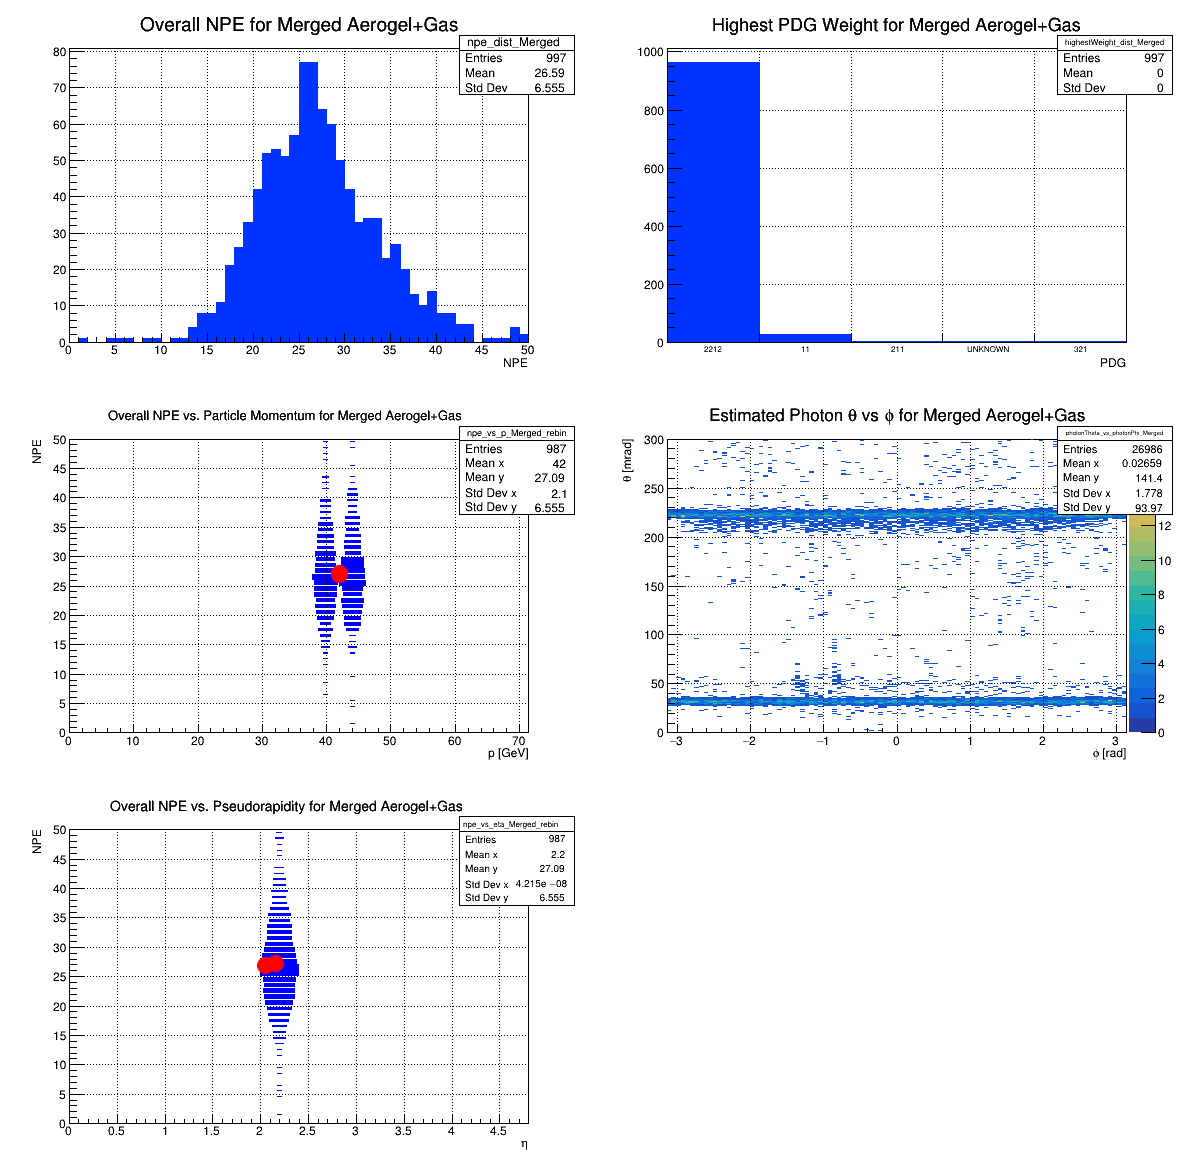 Overall NPE for Merged Aerogel+Gas
npe_dist_Merged
Entries 997
Mean 26.59
Std Dev 6.555
80
70
60
50
40
30
20
10
0
0 5 10 15 20 25 30 35 40 45 50
NPE
Highest PDG Weight for Merged Aerogel+Gas
highestWeight_dist_Merged
Entries 997
Mean 0
Std Dev 0
1000
800
600
400
200
0
2212 11 211 UNKNOWN 321
PDG
Overall NPE vs. Particle Momentum for Merged Aerogel+Gas
npe_vs_p_Merged_rebin
Entries 987
Mean x 42
Mean y 27.09
Std Dev x 2.1
Std Dev y 6.555
NPE
50
45
40
35
30
25
20
15
10
5
0
0 10 20 30 40 50 60 70
p [GeV]
Estimated Photon θ vs ϕ for Merged Aerogel+Gas
photonTheta_vs_photonPhi_Merged
Entries 26986
Mean x 0.02659
Mean y 141.4
Std Dev x 1.778
Std Dev y 93.97
θ [mrad]
300
250
200
150
100
50
0
−3 −2 −1 0 1 2 3
ϕ [rad]
12
10
8
6
4
2
0
Overall NPE vs. Pseudorapidity for Merged Aerogel+Gas
npe_vs_eta_Merged_rebin
Entries 987
Mean x 2.2
Mean y 27.09
Std Dev x 4.215e −08
Std Dev y 6.555
NPE
50
45
40
35
30
25
20
15
10
5
0
0 0.5 1 1.5 2 2.5 3 3.5 4 4.5
η